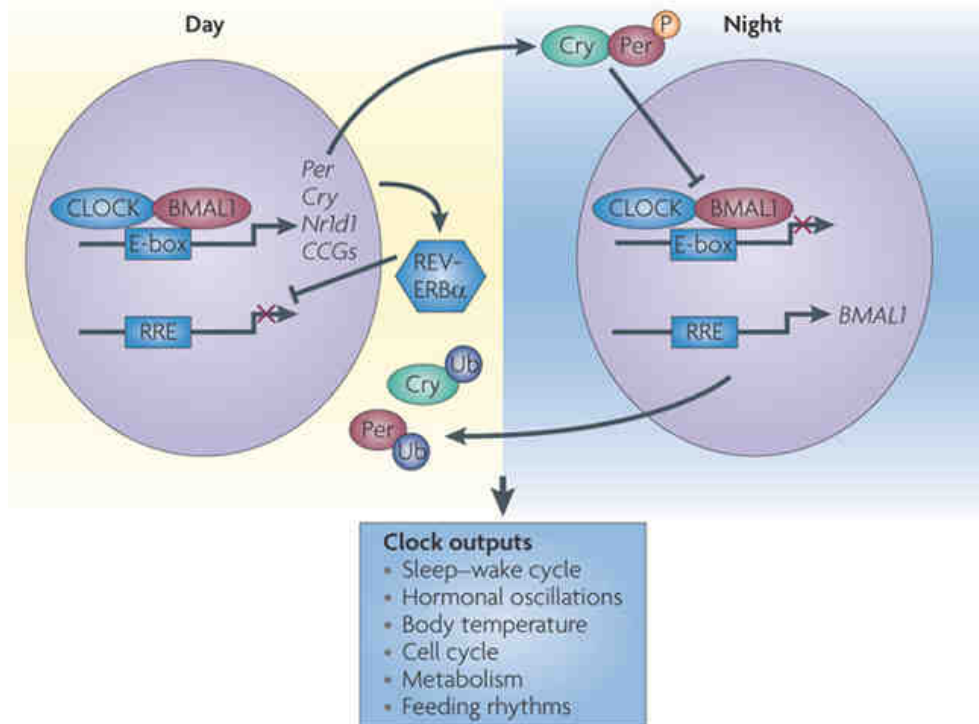 Day
Night
Cry
Per
P
Per
Cry
Nr1d1
CCGs
CLOCK
BMAL1
E-box
REV-
ERBα
RRE
CLOCK
BMAL1
E-box
RRE
BMAL1
Cry
Ub
Per
Ub
Clock outputs
• Sleep–wake cycle
• Hormonal oscillations
• Body temperature
• Cell cycle
• Metabolism
• Feeding rhythms